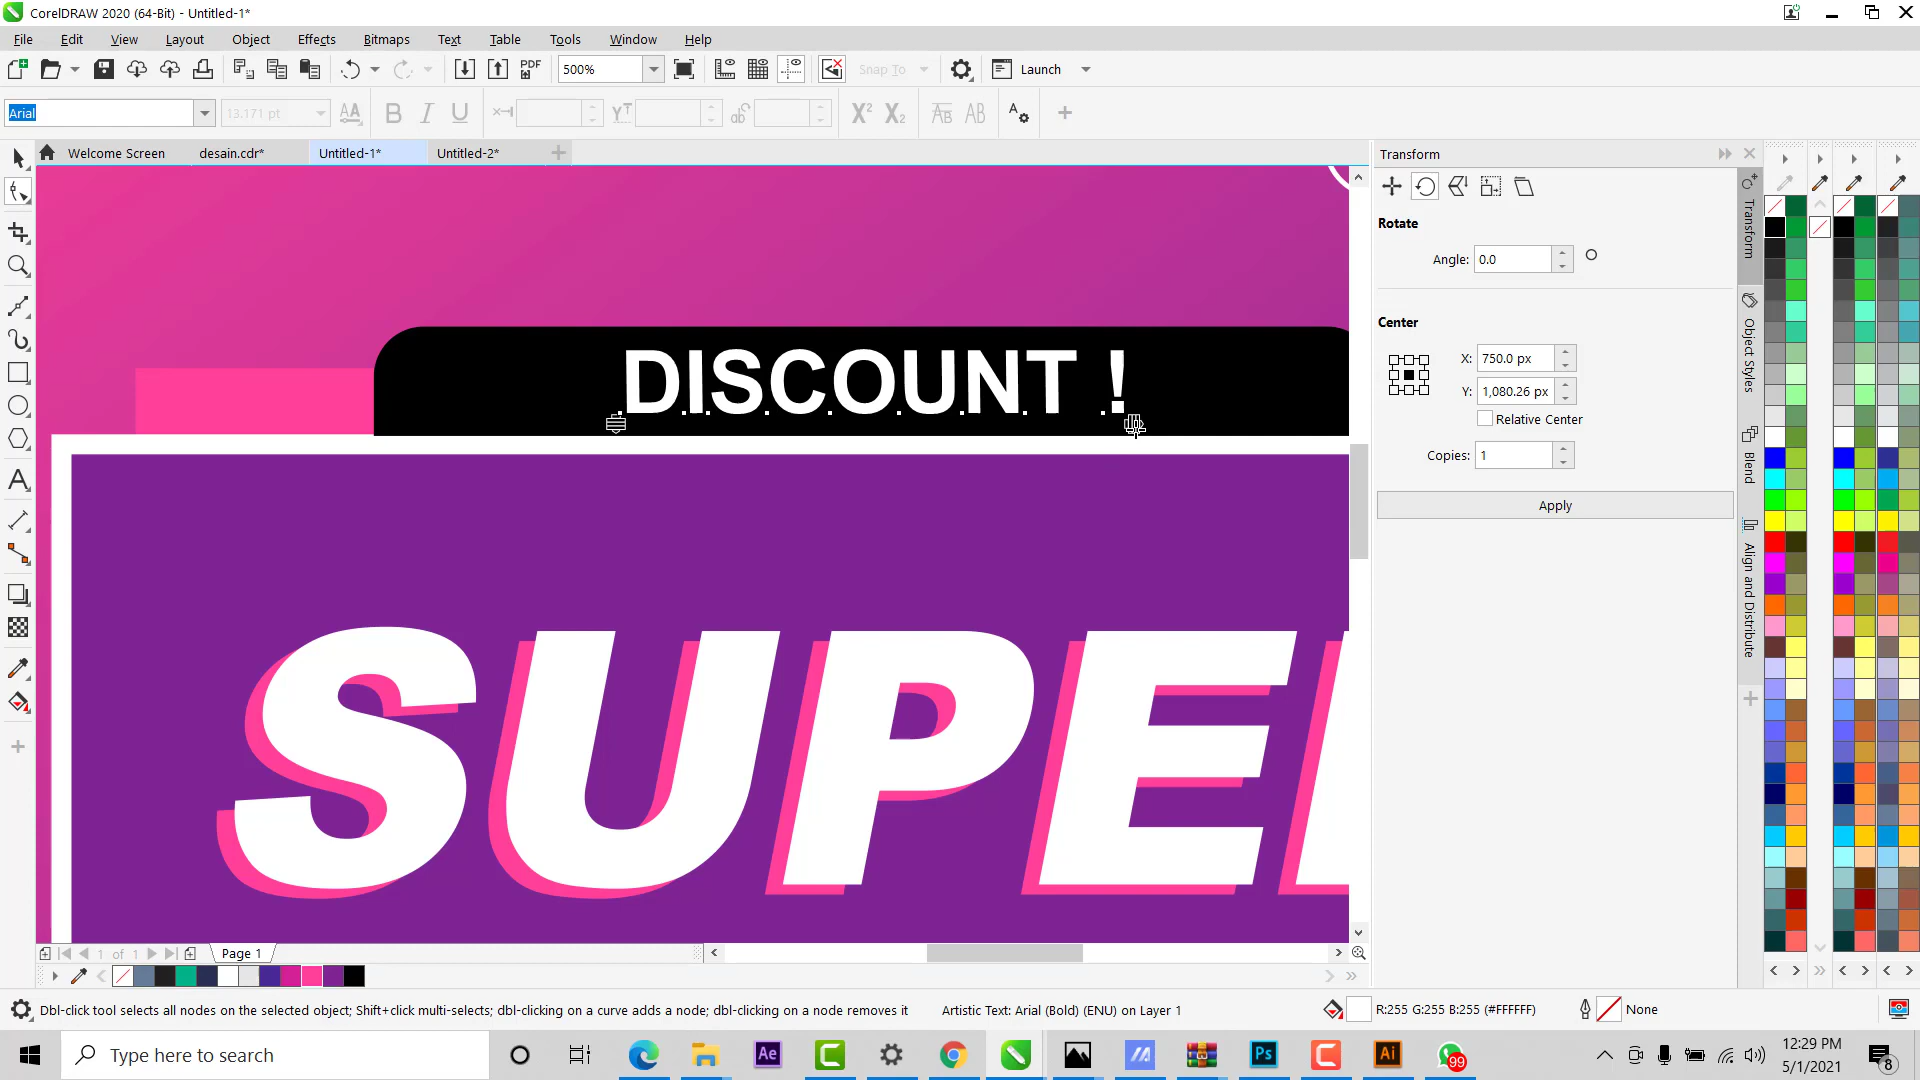 CorelDRAW 2020 (64-Bit) - Untitled-1*
File Edit View Layout Object Effects Bitmaps Text Table Tools Window Help
PDF 500% Snap To Launch
Arial 13.171 pt
Welcome Screen desain.cdr* Untitled-1* Untitled-2*
Transform
Rotate
Angle: 0.0
Center
X: 750.0 px
Y: 1,080.26 px
Relative Center
Copies: 1
Apply
Transform
Object Styles
Blend
Align and Distribute
DISCOUNT !
SUPE
1 of 1 Page 1
Dbl-click tool selects all nodes on the selected object; Shift+click multi-selects; dbl-clicking on a curve adds a node; dbl-clicking on a node removes it
Artistic Text: Arial (Bold) (ENU) on Layer 1
R:255 G:255 B:255 (#FFFFFF)
None
Type here to search
Ae
Ps
Ai
99
12:29 PM
5/1/2021
8